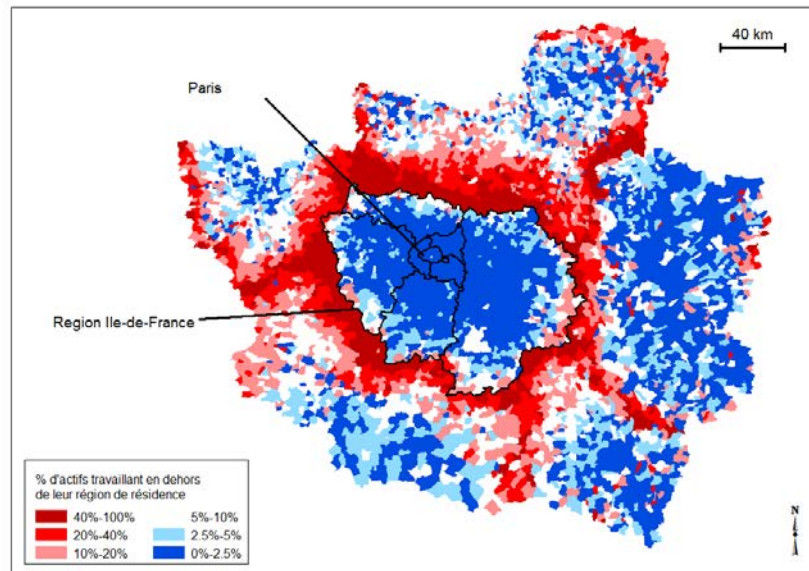 40 km
Paris
Region Ile-de-France
% d'actifs travaillant en dehors
de leur région de résidence
40%-100% 5%-10%
20%-40% 2.5%-5%
10%-20% 0%-2.5%
N